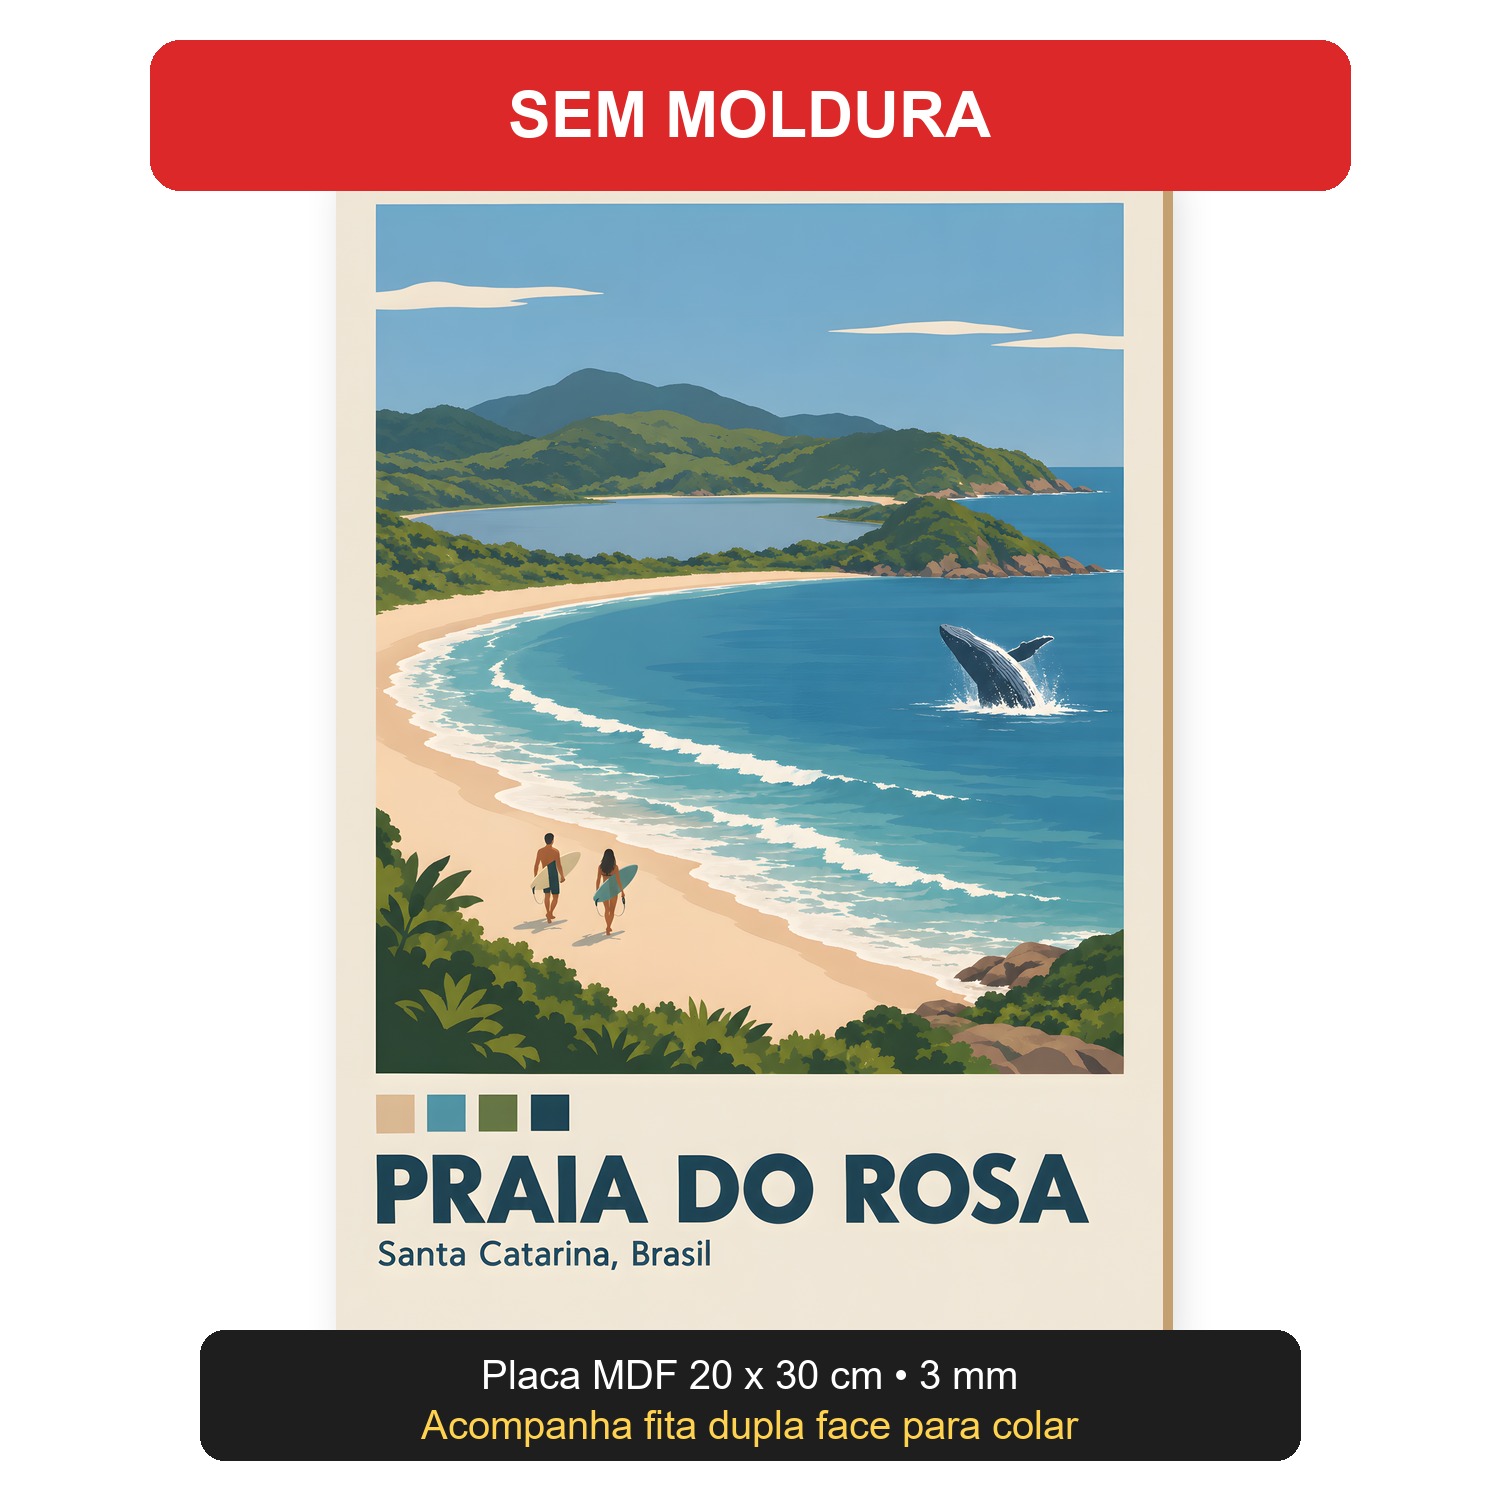 SEM MOLDURA
PRAIA DO ROSA
Santa Catarina, Brasil
Placa MDF 20 x 30 cm • 3 mm
Acompanha fita dupla face para colar